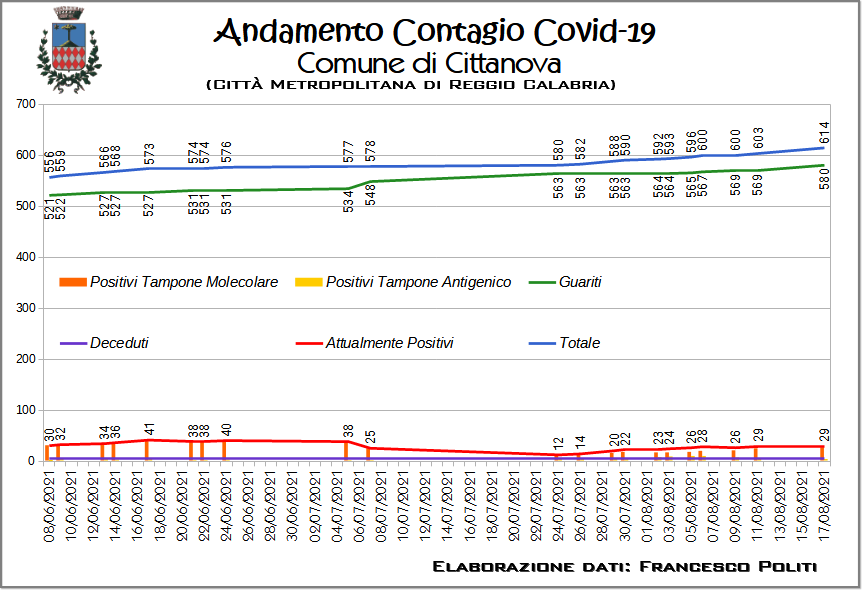 Andamento Contagio Covid-19
Comune di Cittanova
(Città Metropolitana di Reggio Calabria)
700
600
500
400
300
200
100
0
556 559 566 568 573 574 574 576 577 578 580 582 588 590 592 593 596 600 600 603 614
521 522 527 527 527 531 531 531 534 548 563 563 563 563 564 564 565 567 569 569 580
Positivi Tampone Molecolare Positivi Tampone Antigenico Guariti
Deceduti Attualmente Positivi Totale
30 32 34 36 41 38 38 40 38 25 12 14 20 22 23 24 26 28 26 29 29
08/06/2021 10/06/2021 12/06/2021 14/06/2021 16/06/2021 18/06/2021 20/06/2021 22/06/2021 24/06/2021 26/06/2021 28/06/2021 30/06/2021 02/07/2021 04/07/2021 06/07/2021 08/07/2021 10/07/2021 12/07/2021 14/07/2021 16/07/2021 18/07/2021 20/07/2021 22/07/2021 24/07/2021 26/07/2021 28/07/2021 30/07/2021 01/08/2021 03/08/2021 05/08/2021 07/08/2021 09/08/2021 11/08/2021 13/08/2021 15/08/2021 17/08/2021
Elaborazione dati: Francesco Politi